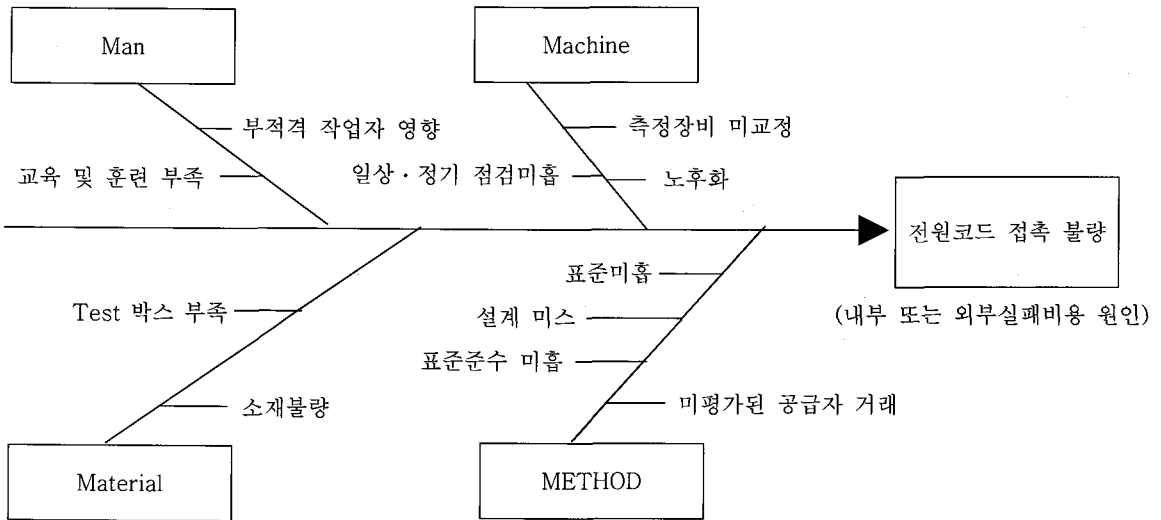 Man
Machine
부적격 작업자 영향
측정장비 미교정
교육 및 훈련 부족
일상·정기 점검미흡
노후화
전원코드 접촉 불량
표준미흡
Test 박스 부족
설계 미스
(내부 또는 외부실패비용 원인)
표준준수 미흡
소재불량
미평가된 공급자 거래
Material
METHOD